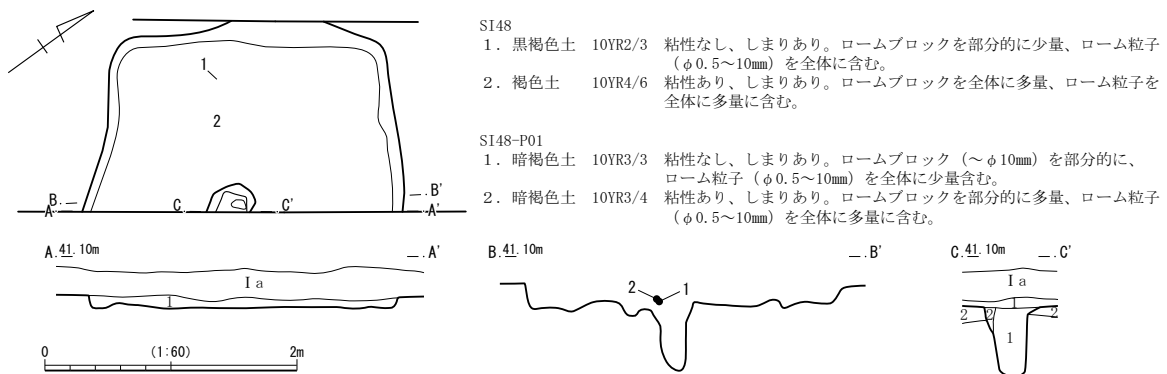 SI48
1．黒褐色土　10YR2/3　粘性なし、しまりあり。ロームブロックを部分的に少量、ローム粒子
（φ0.5～10㎜）を全体に含む。
2．褐色土　　10YR4/6　粘性あり、しまりあり。ロームブロックを全体に多量、ローム粒子を
全体に多量に含む。
SI48-P01
1．暗褐色土　10YR3/3　粘性なし、しまりあり。ロームブロック（～φ10㎜）を部分的に、
ローム粒子（φ0.5～10㎜）を全体に少量含む。
2．暗褐色土　10YR3/4　粘性あり、しまりあり。ロームブロックを部分的に多量、ローム粒子
（φ0.5～10㎜）を全体に多量に含む。
1
2
B. B'
A C C' A'
A. 41.10m . A'
Ⅰa
1
B. 41.10m . B'
2 1
C. 41.10m . C'
Ⅰa
1
2 2 2
1
0 (1:60) 2m